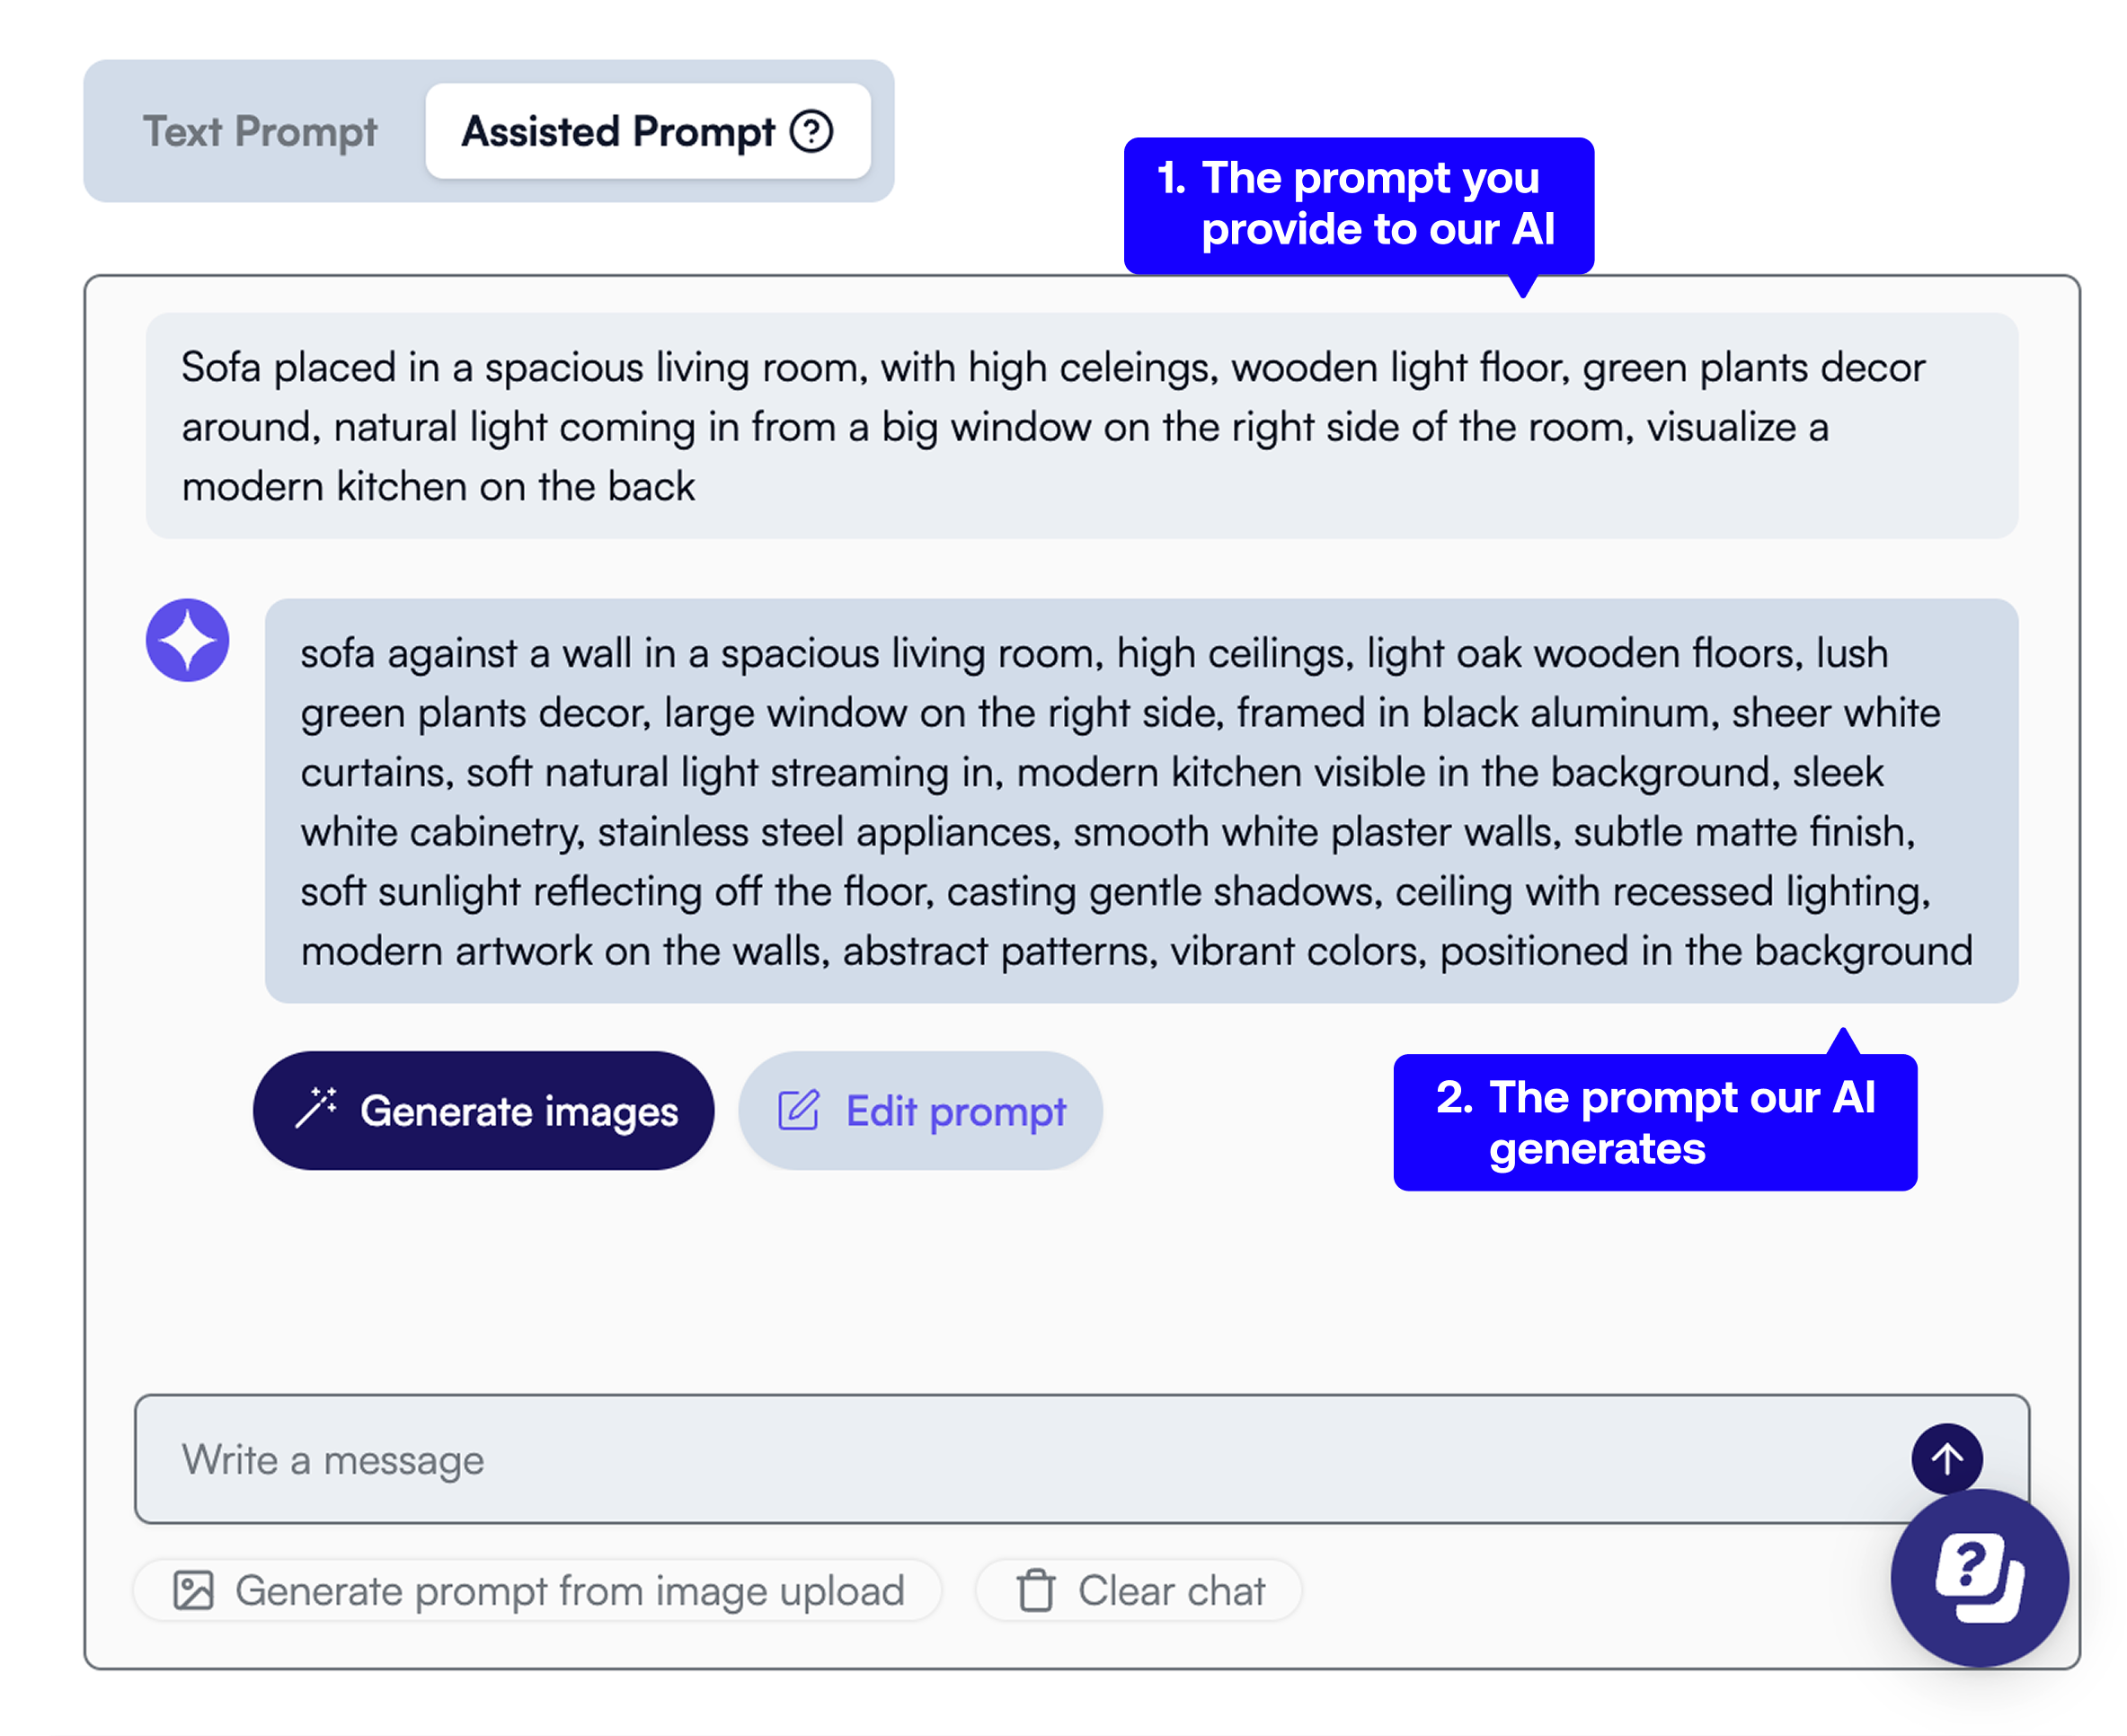 Text Prompt
Assisted Prompt
1. The prompt you
provide to our AI
Sofa placed in a spacious living room, with high celeings, wooden light floor, green plants decor
around, natural light coming in from a big window on the right side of the room, visualize a
modern kitchen on the back
sofa against a wall in a spacious living room, high ceilings, light oak wooden floors, lush
green plants decor, large window on the right side, framed in black aluminum, sheer white
curtains, soft natural light streaming in, modern kitchen visible in the background, sleek
white cabinetry, stainless steel appliances, smooth white plaster walls, subtle matte finish,
soft sunlight reflecting off the floor, casting gentle shadows, ceiling with recessed lighting,
modern artwork on the walls, abstract patterns, vibrant colors, positioned in the background
Generate images
Edit prompt
2. The prompt our AI
generates
Write a message
Generate prompt from image upload
Clear chat